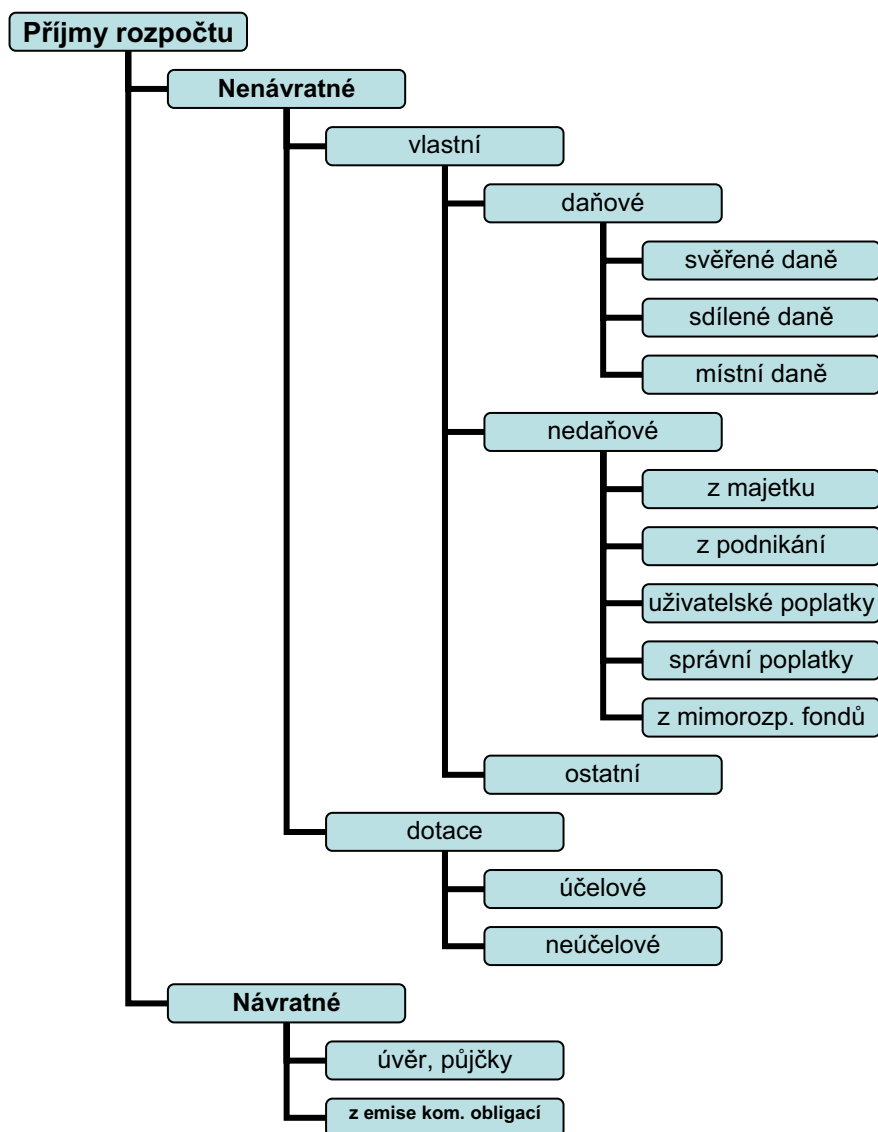 Příjmy rozpočtu
Nenávratné
vlastní
daňové
svěřené daně
sdílené daně
místní daně
nedaňové
z majetku
z podnikání
uživatelské poplatky
správní poplatky
z mimorozp. fondů
ostatní
dotace
účelové
neúčelové
Návratné
úvěr, půjčky
z emise kom. obligací